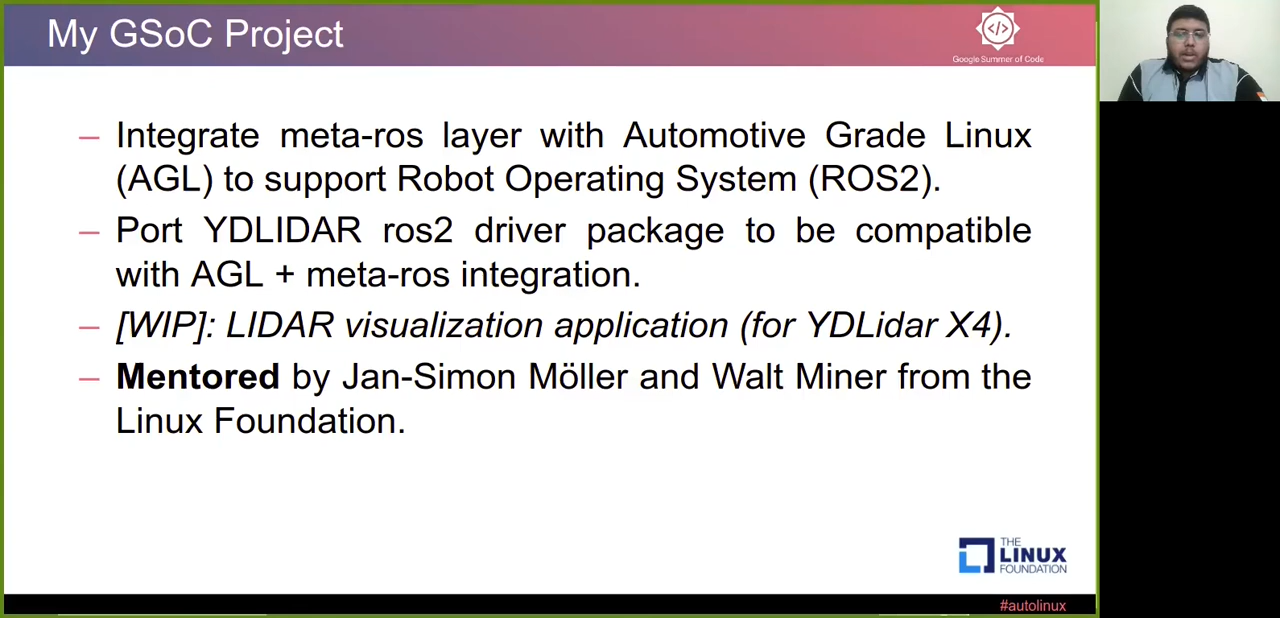 My GSoC Project
</>
Google Summer of Code
– Integrate meta-ros layer with Automotive Grade Linux
(AGL) to support Robot Operating System (ROS2).
– Port YDLIDAR ros2 driver package to be compatible
with AGL + meta-ros integration.
– [WIP]: LIDAR visualization application (for YDLidar X4).
– Mentored by Jan-Simon Möller and Walt Miner from the
Linux Foundation.
THE
LINUX
FOUNDATION
#autolinux